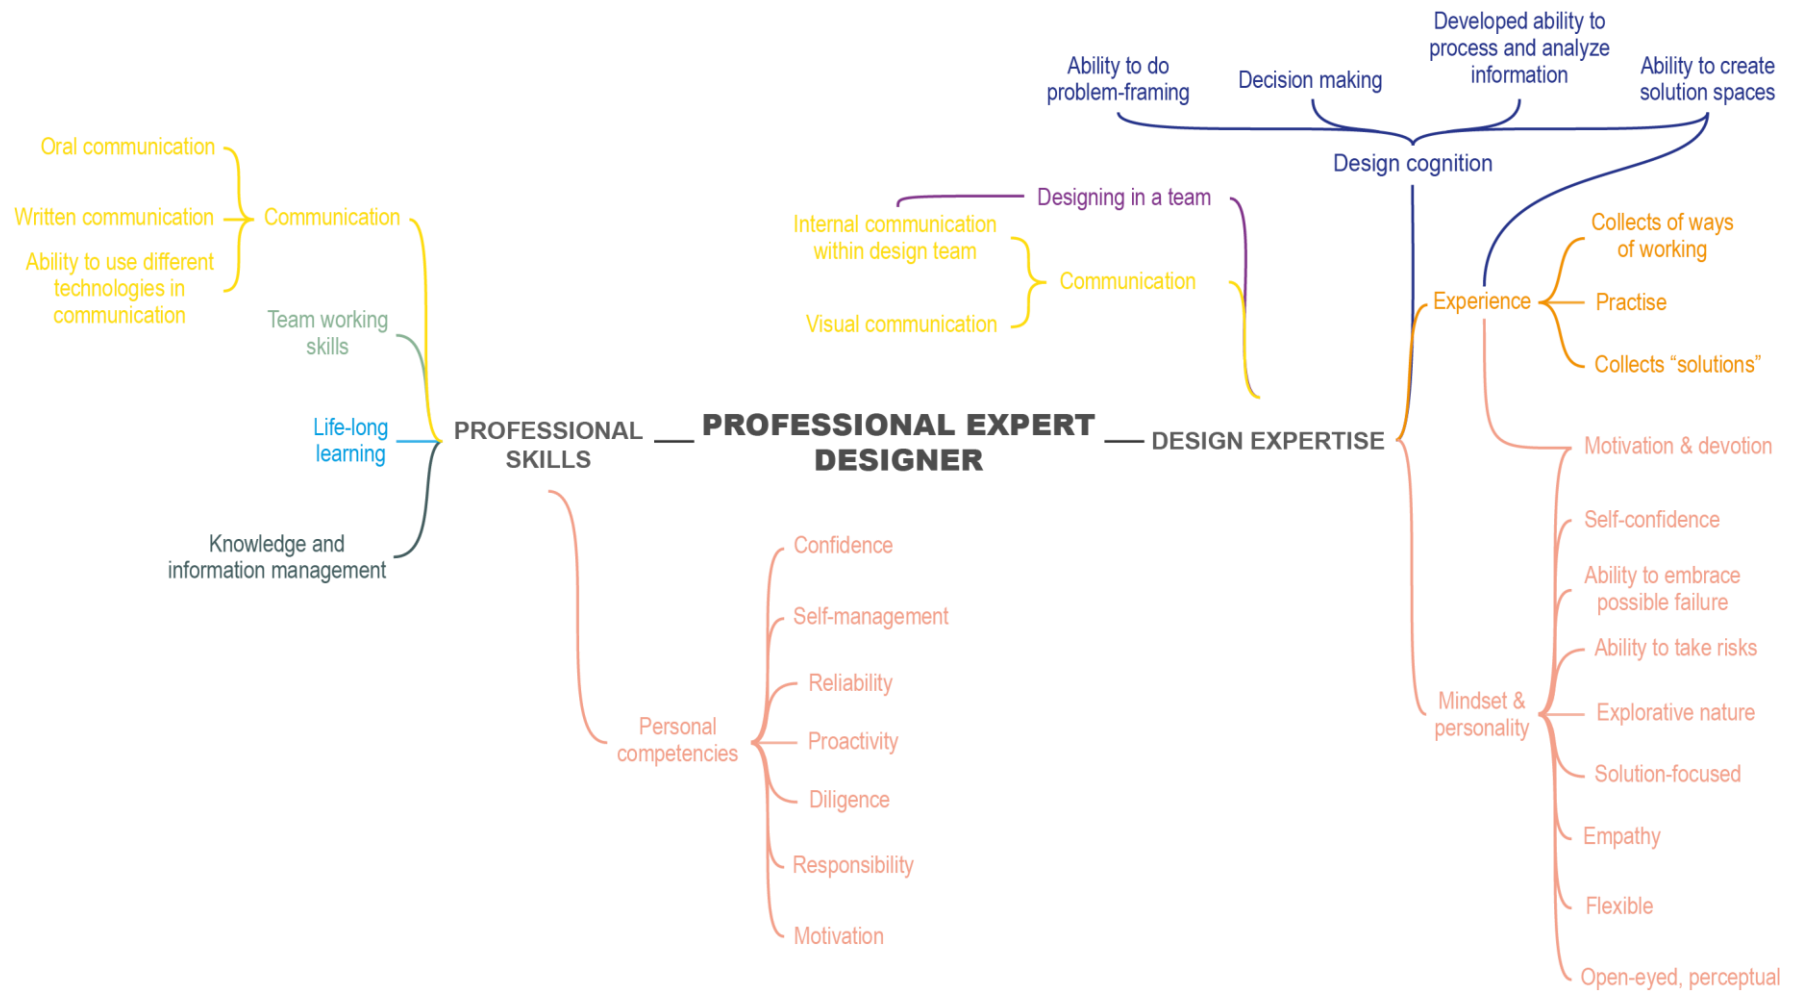 Developed ability to
process and analyze
information
Ability to do
problem-framing
Decision making
Ability to create
solution spaces
Design cognition
Oral communication
Written communication
Communication
Ability to use different
technologies in
communication
Team working
skills
Life-long
learning
Knowledge and
information management
PROFESSIONAL
SKILLS
PROFESSIONAL EXPERT
DESIGNER
DESIGN EXPERTISE
Designing in a team
Internal communication
within design team
Communication
Visual communication
Experience
Collects of ways
of working
Practise
Collects “solutions”
Motivation & devotion
Self-confidence
Ability to embrace
possible failure
Ability to take risks
Mindset &
personality
Explorative nature
Solution-focused
Empathy
Flexible
Open-eyed, perceptual
Personal
competencies
Confidence
Self-management
Reliability
Proactivity
Diligence
Responsibility
Motivation